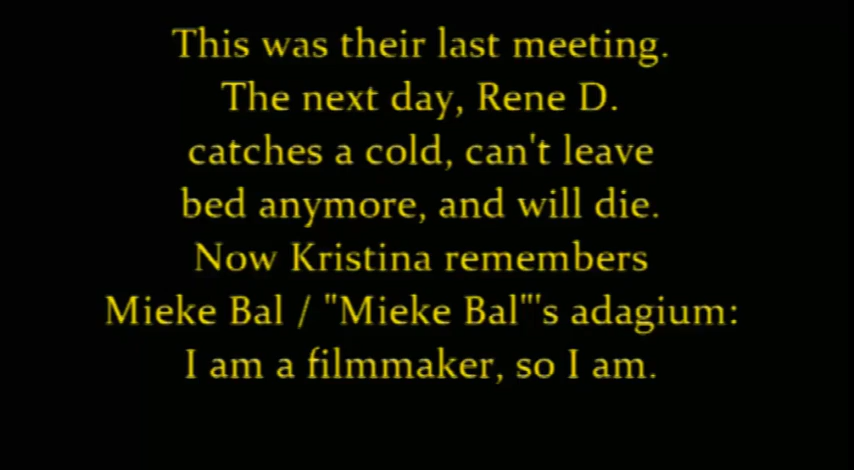 This was their last meeting.
The next day, Rene D.
catches a cold, can't leave
bed anymore, and will die.
Now Kristina remembers
Mieke Bal / "Mieke Bal"'s adagium:
I am a filmmaker, so I am.